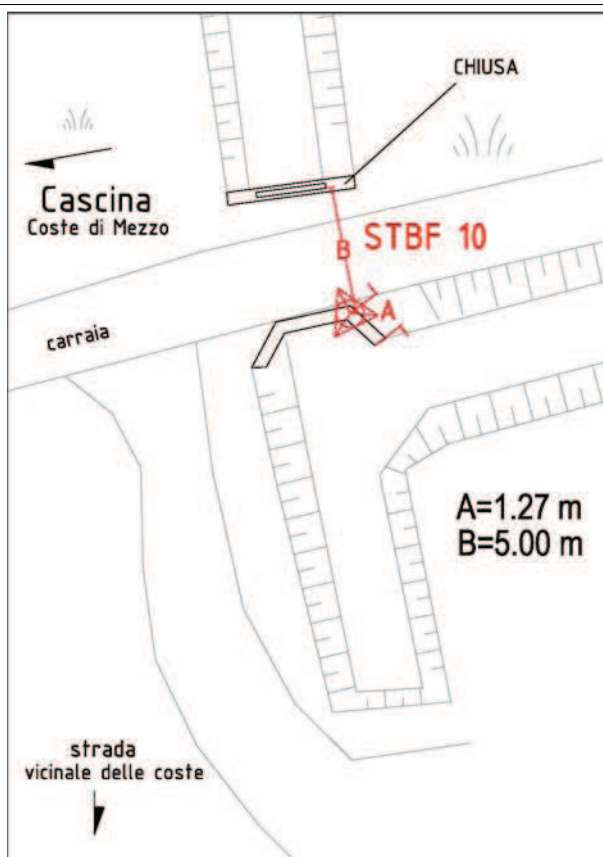 CHIUSA
Cascina
Coste di Mezzo
STBF 10
B
A
carraia
A=1.27 m
B=5.00 m
strada
vicinale delle coste